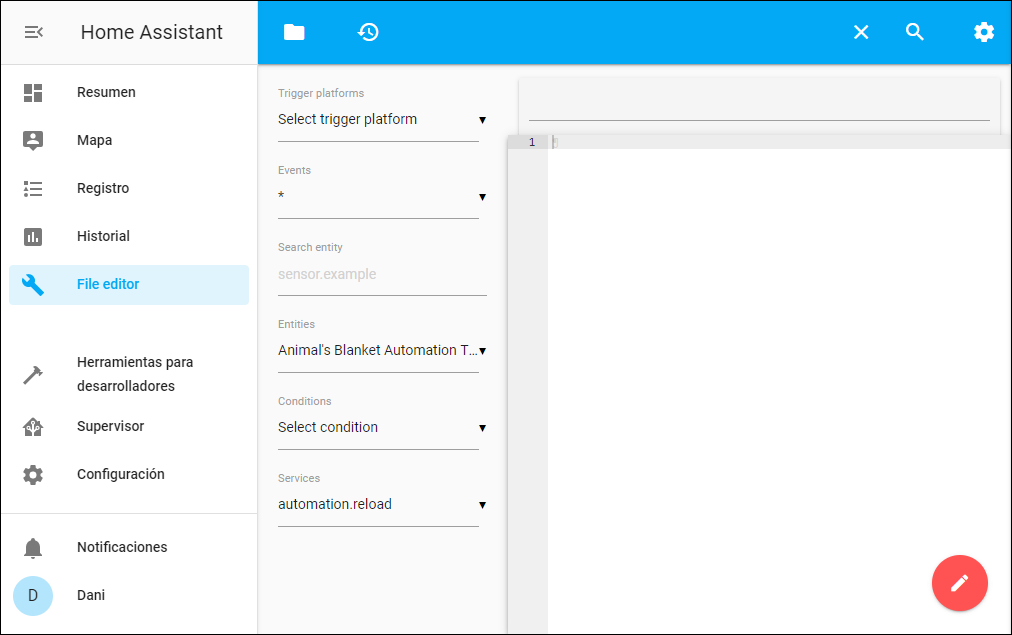 Home Assistant
Resumen
Mapa
Registro
Historial
File editor
Herramientas para
desarrolladores
Supervisor
Configuración
Notificaciones
D
Dani
Trigger platforms
Select trigger platform
Events
*
Search entity
sensor.example
Entities
Animal's Blanket Automation T...
Conditions
Select condition
Services
automation.reload
1